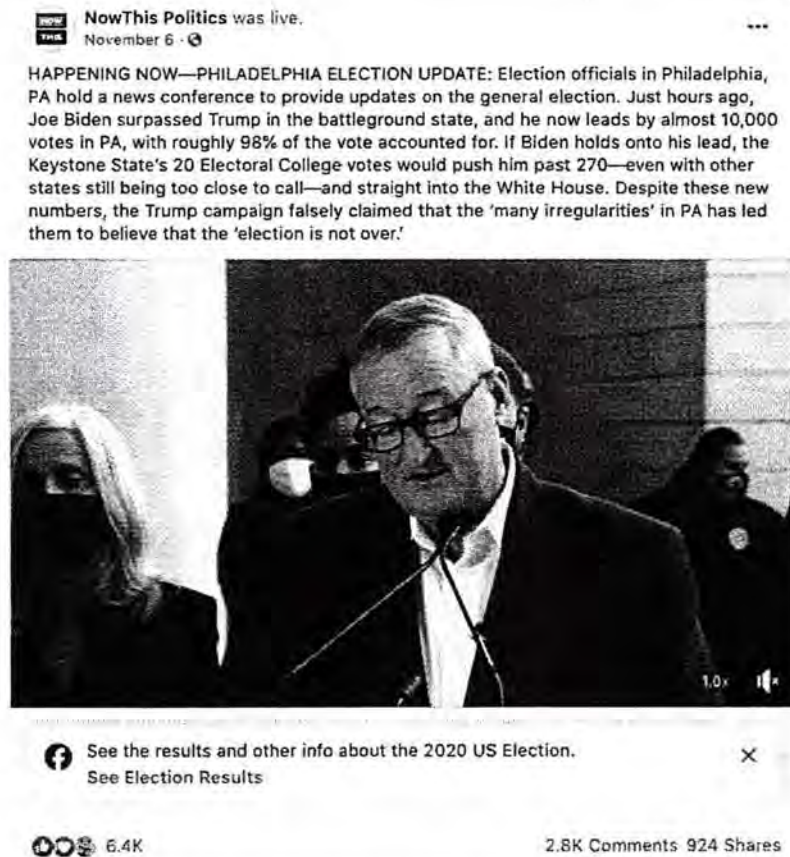 NOW
THIS
NowThis Politics was live.
November 6 ·
HAPPENING NOW—PHILADELPHIA ELECTION UPDATE: Election officials in Philadelphia,
PA hold a news conference to provide updates on the general election. Just hours ago,
Joe Biden surpassed Trump in the battleground state, and he now leads by almost 10,000
votes in PA, with roughly 98% of the vote accounted for. If Biden holds onto his lead, the
Keystone State's 20 Electoral College votes would push him past 270—even with other
states still being too close to call—and straight into the White House. Despite these new
numbers, the Trump campaign falsely claimed that the 'many irregularities' in PA has led
them to believe that the 'election is not over.'
1.0x
See the results and other info about the 2020 US Election.
See Election Results
6.4K
2.8K Comments 924 Shares